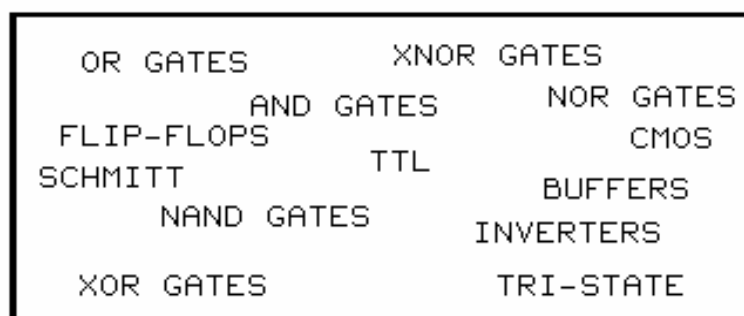 OR GATES
XNOR GATES
AND GATES
NOR GATES
FLIP-FLOPS
CMOS
TTL
SCHMITT
BUFFERS
NAND GATES
INVERTERS
XOR GATES
TRI-STATE